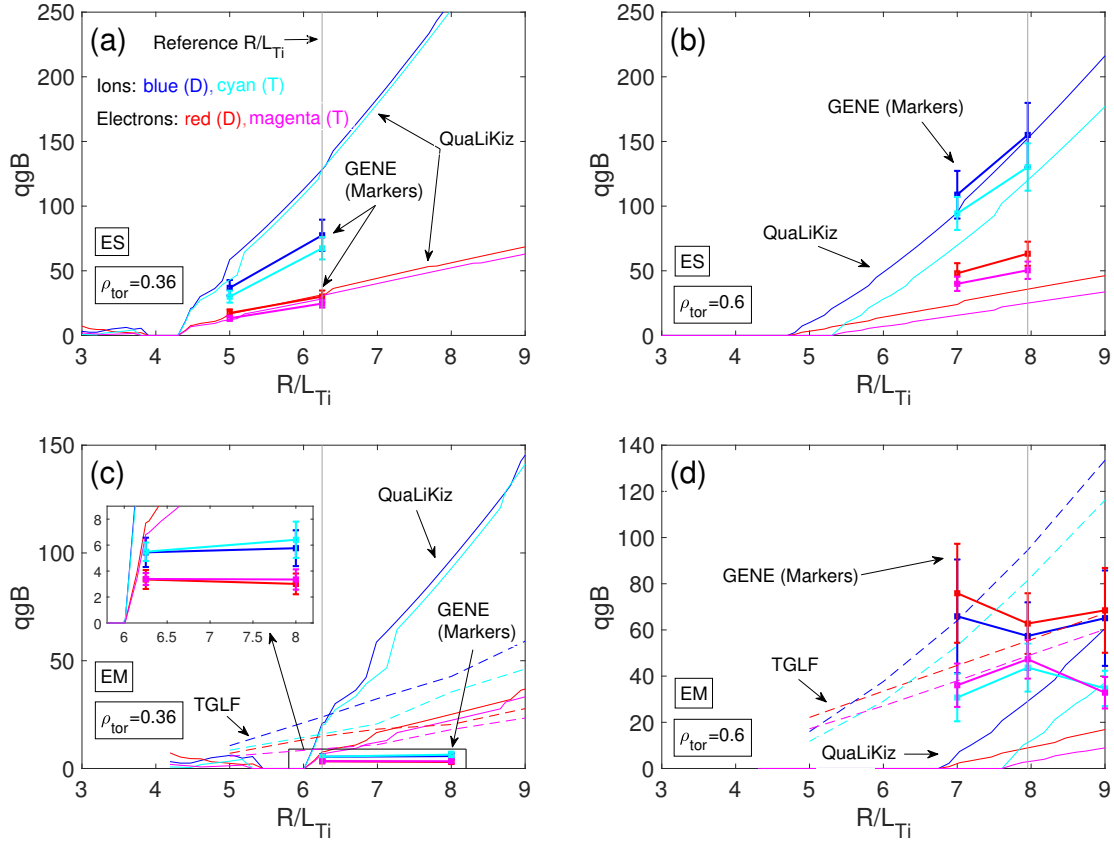 (a)
Reference R/L_Ti
Ions: blue (D), cyan (T)
Electrons: red (D), magenta (T)
QuaLiKiz
GENE
(Markers)
ES
ρ_tor=0.36
qgB
250
200
150
100
50
0
3 4 5 6 7 8 9
R/L_Ti
(b)
GENE (Markers)
QuaLiKiz
ES
ρ_tor=0.6
qgB
250
200
150
100
50
0
3 4 5 6 7 8 9
R/L_Ti
(c)
QuaLiKiz
GENE
(Markers)
TGLF
EM
ρ_tor=0.36
8
6
4
2
0
6 6.5 7 7.5 8
qgB
150
100
50
0
3 4 5 6 7 8 9
R/L_Ti
(d)
GENE (Markers)
TGLF
QuaLiKiz
EM
ρ_tor=0.6
qgB
140
120
100
80
60
40
20
0
3 4 5 6 7 8 9
R/L_Ti